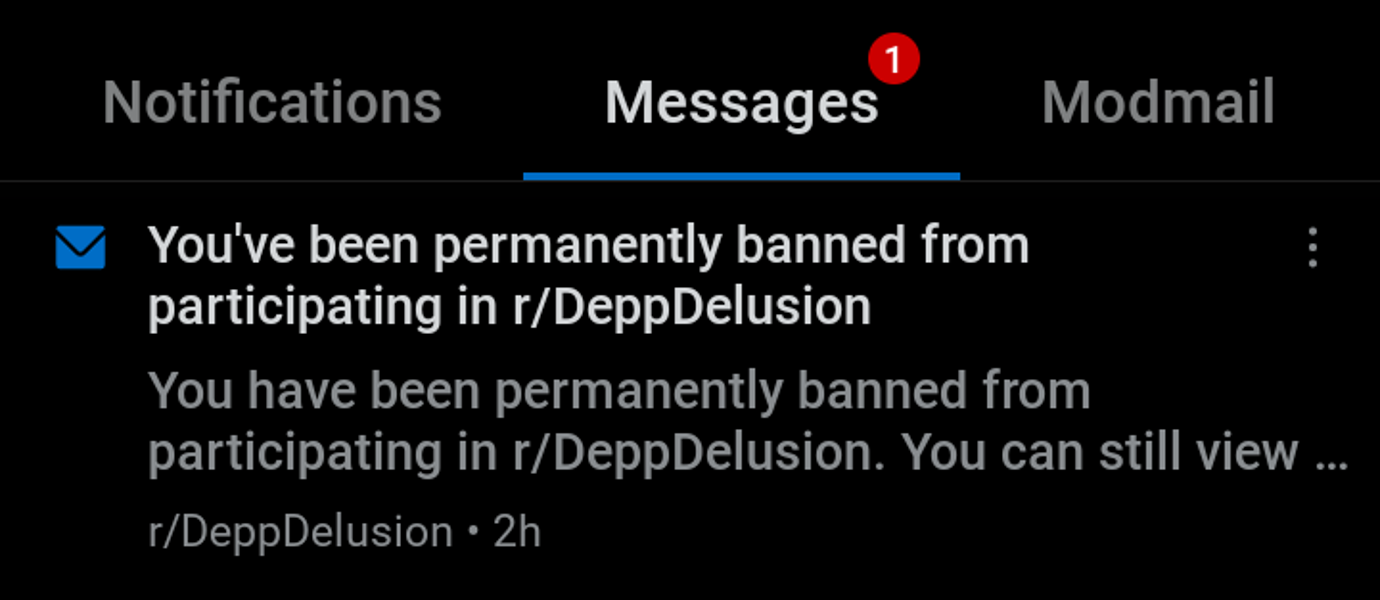 Notifications
Messages
1
Modmail
You've been permanently banned from
participating in r/DeppDelusion
You have been permanently banned from
participating in r/DeppDelusion. You can still view ...
r/DeppDelusion • 2h